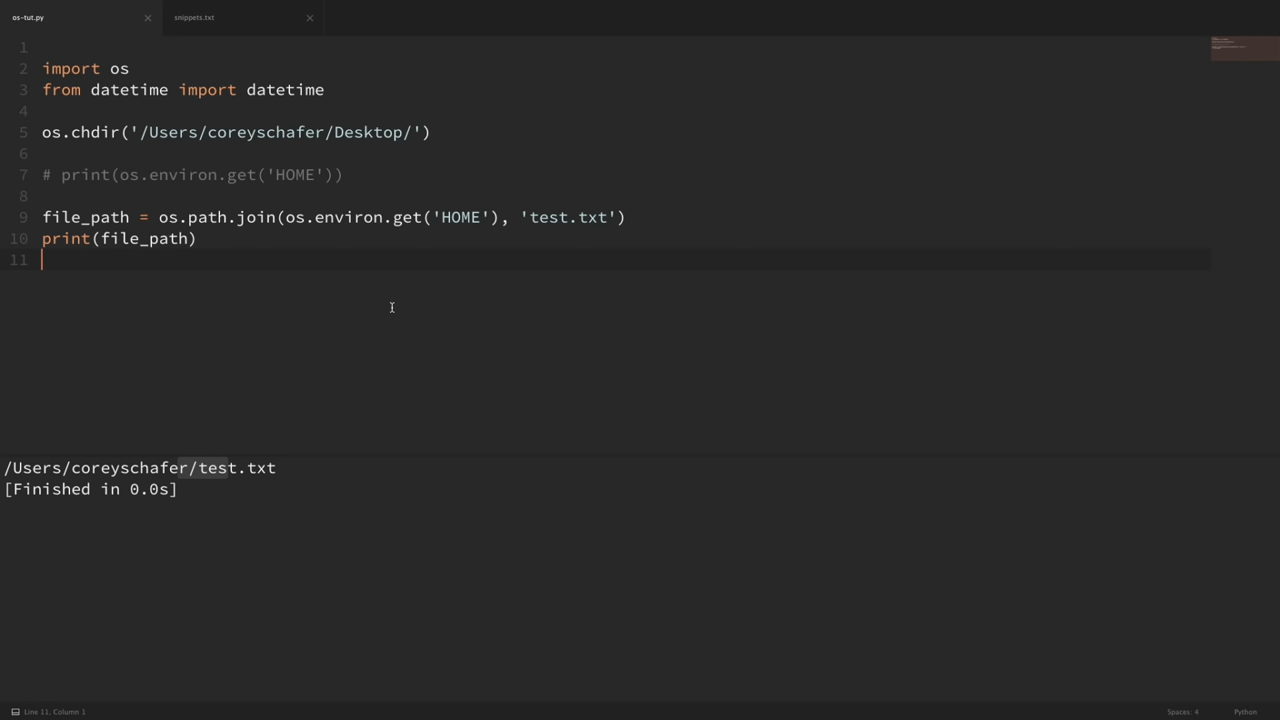 os-tut.py
snippets.txt
1
2 import os
3 from datetime import datetime
4
5 os.chdir('/Users/coreyschafer/Desktop/')
6
7 # print(os.environ.get('HOME'))
8
9 file_path = os.path.join(os.environ.get('HOME'), 'test.txt')
10 print(file_path)
11
/Users/coreyschafer/test.txt
[Finished in 0.0s]
Line 11, Column 1
Spaces: 4
Python